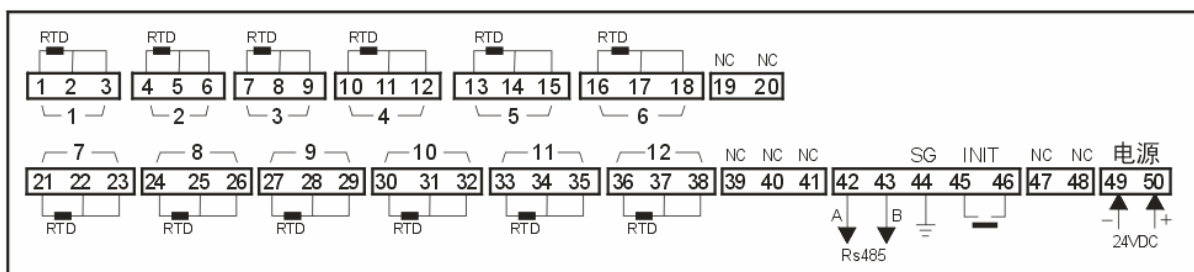 RTD RTD RTD RTD RTD RTD
NC NC
1 2 3 4 5 6 7 8 9 10 11 12 13 14 15 16 17 18 19 20
1 2 3 4 5 6
7 8 9 10 11 12 NC NC NC SG INIT NC NC 电源
21 22 23 24 25 26 27 28 29 30 31 32 33 34 35 36 37 38 39 40 41 42 43 44 45 46 47 48 49 50
A B − +
RTD RTD RTD RTD RTD RTD
Rs485 24VDC